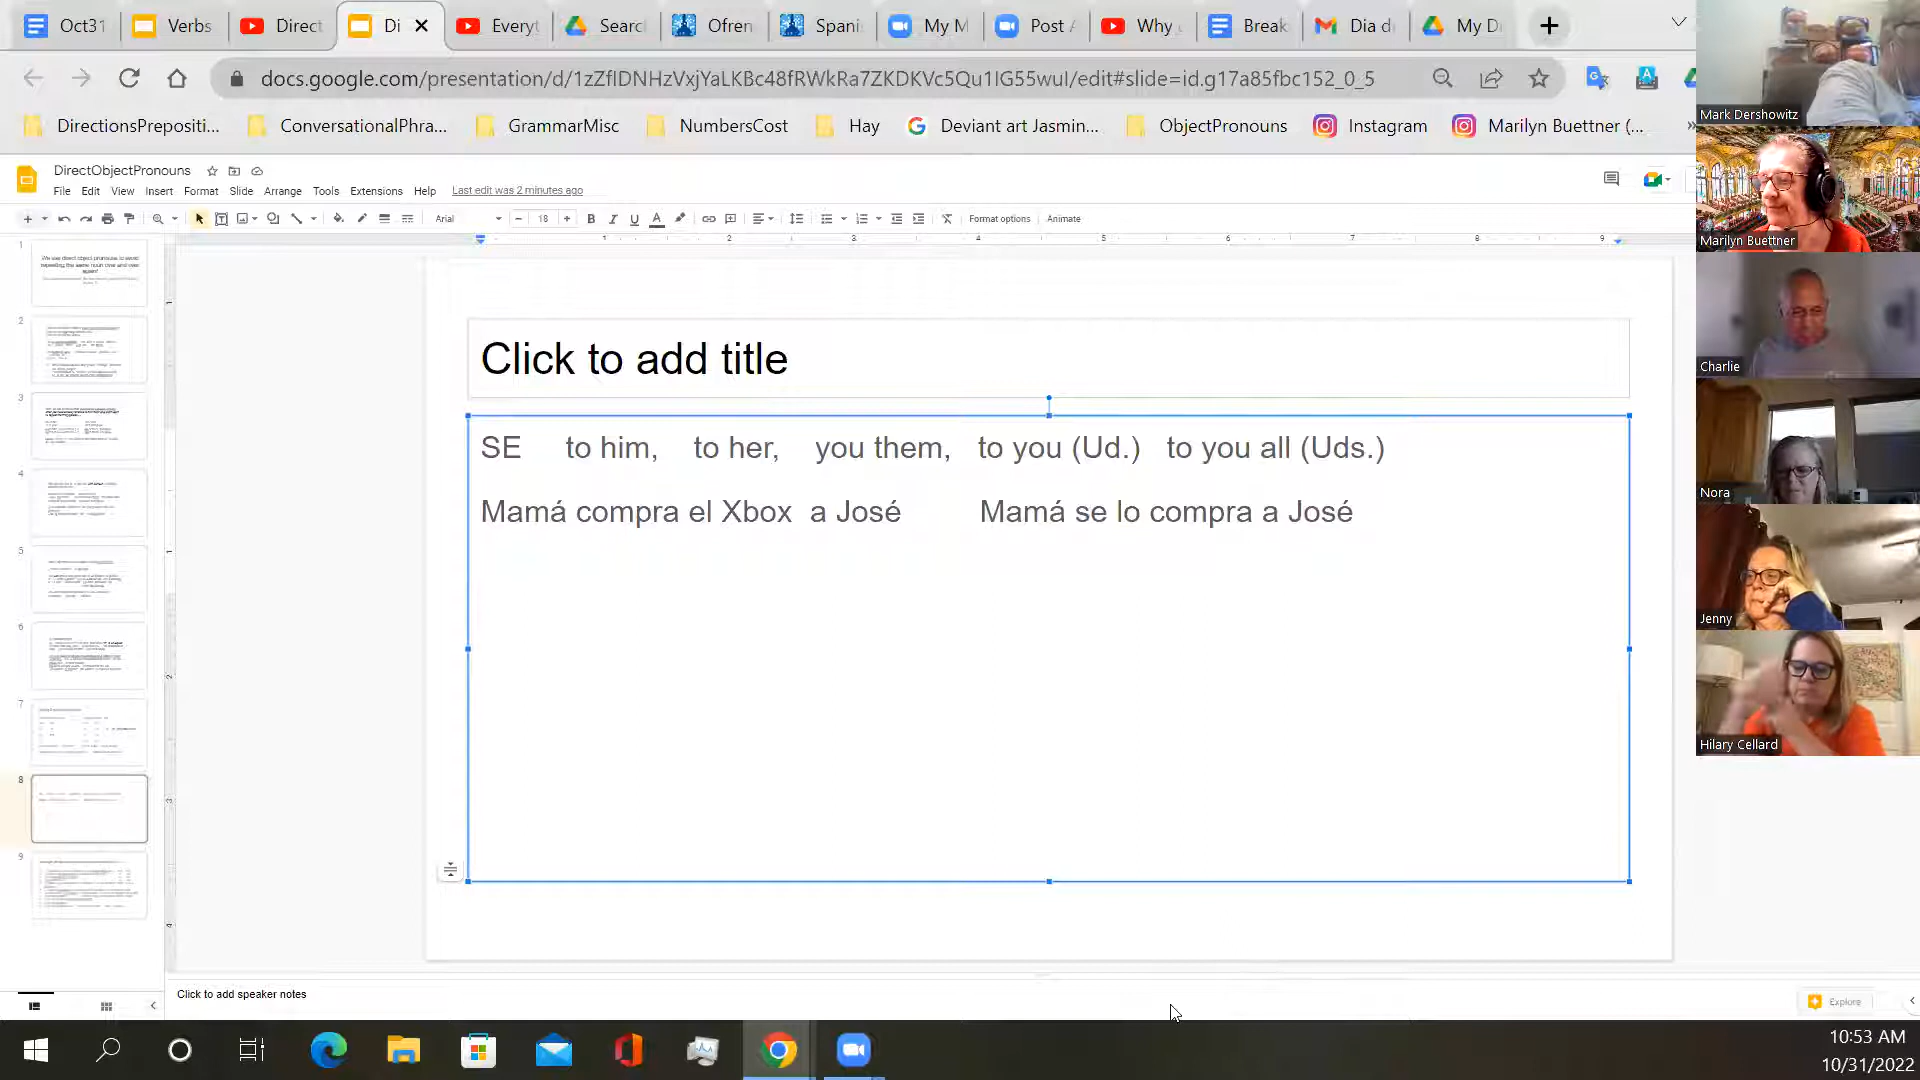 Oct31
Verbs
Direct
Di
Everyt
Searc
Ofren
Spani
My M
Post A
Why
Break
Dia d
My D
docs.google.com/presentation/d/1zZflDNHzVxjYaLKBc48fRWkRa7ZKDKVc5Qu1IG55wuI/edit#slide=id.g17a85fbc152_0_5
DirectionsPrepositi...
ConversationalPhra...
GrammarMisc
NumbersCost
Hay
Deviant art Jasmin...
ObjectPronouns
Instagram
Marilyn Buettner (...
DirectObjectPronouns
File Edit View Insert Format Slide Arrange Tools Extensions Help Last edit was 2 minutes ago
Arial 18 Format options Animate
Click to add title
SE to him, to her, you them, to you (Ud.) to you all (Uds.)
Mamá compra el Xbox a José Mamá se lo compra a José
Click to add speaker notes
Explore
Mark Dershowitz
Marilyn Buettner
Charlie
Nora
Jenny
Hilary Cellard
10:53 AM
10/31/2022